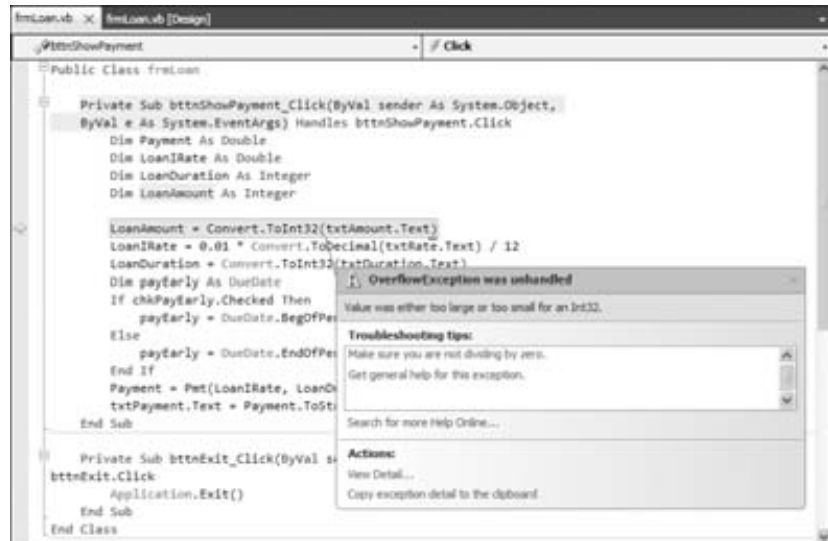 frmLoan.vb × frmLoan.vb [Design]
bttnShowPayment Click
Public Class frmLoan
Private Sub bttnShowPayment_Click(ByVal sender As System.Object,
ByVal e As System.EventArgs) Handles bttnShowPayment.Click
Dim Payment As Double
Dim LoanIRate As Double
Dim LoanDuration As Integer
Dim LoanAmount As Integer
LoanAmount = Convert.ToInt32(txtAmount.Text)
LoanIRate = 0.01 * Convert.ToDecimal(txtRate.Text) / 12
LoanDuration = Convert.ToInt32(txtDuration.Text)
Dim payEarly As DueDate
If chkPayEarly.Checked Then
payEarly = DueDate.BegOfPe
Else
payEarly = DueDate.EndOfPe
End If
Payment = Pmt(LoanIRate, LoanDu
txtPayment.Text = Payment.ToSt
End Sub
Private Sub bttnExit_Click(ByVal s
bttnExit.Click
Application.Exit()
End Sub
End Class
OverflowException was unhandled
Value was either too large or too small for an Int32.
Troubleshooting tips:
Make sure you are not dividing by zero.
Get general help for this exception.
Search for more Help Online...
Actions:
View Detail...
Copy exception detail to the clipboard